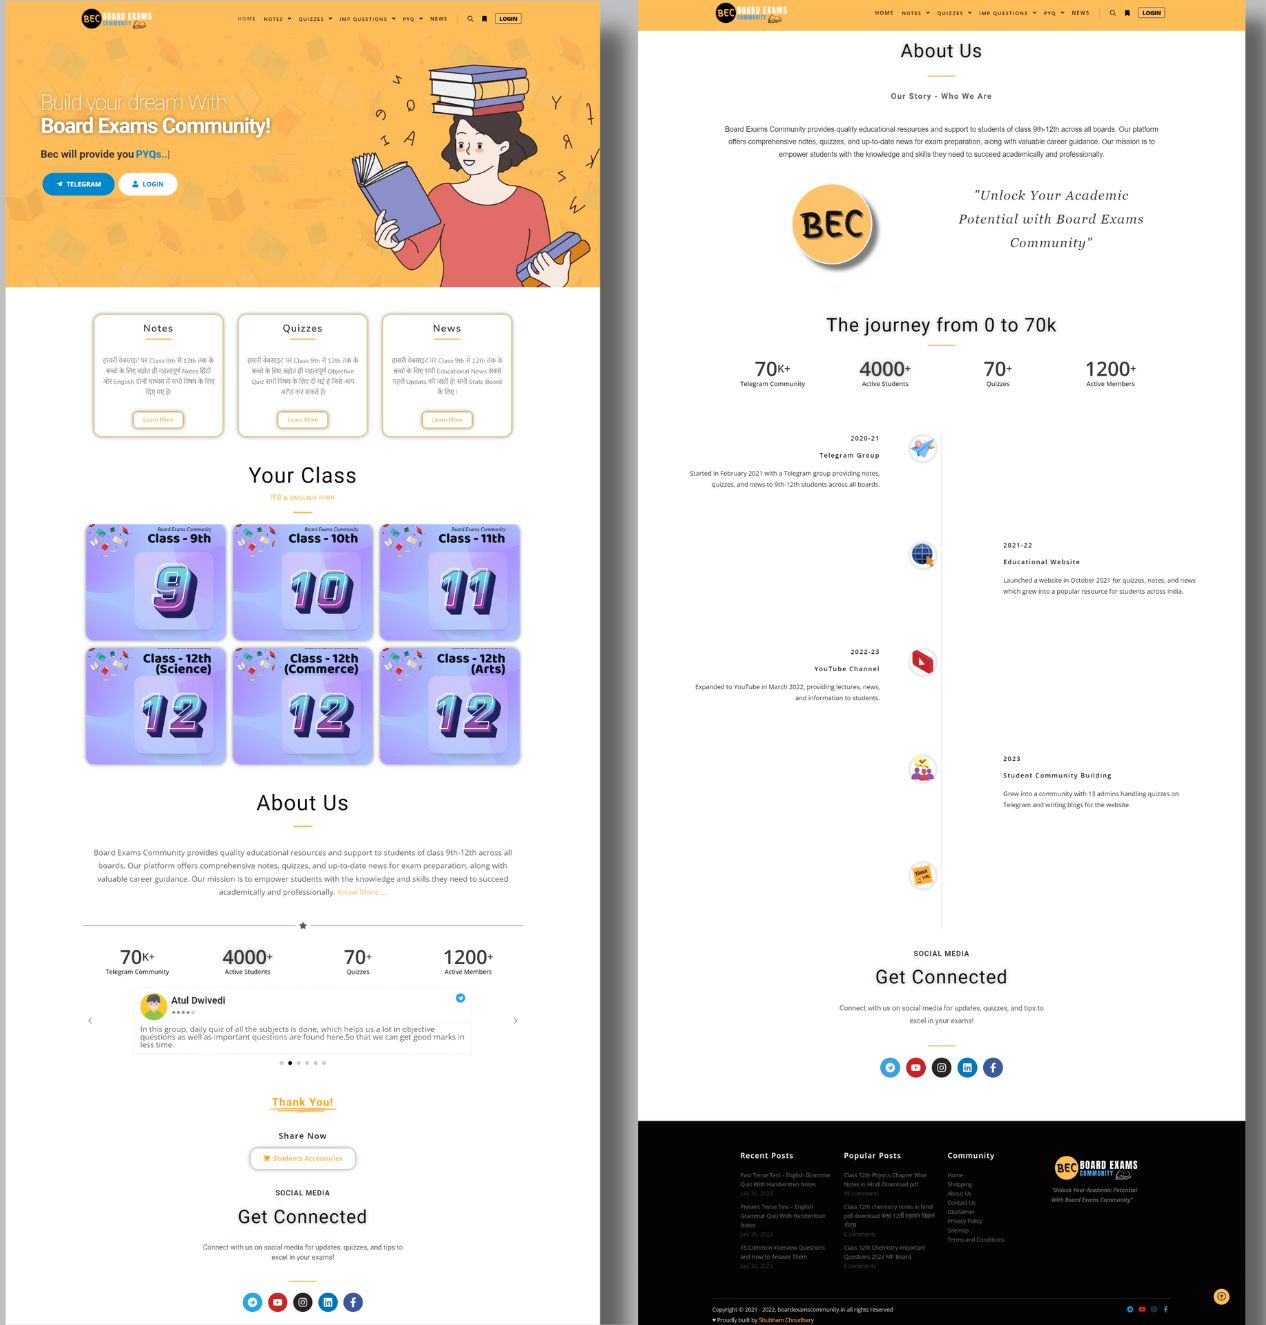 BEC BOARD EXAMS
COMMUNITY
HOME NOTES QUIZZES IMP QUESTIONS PYQ NEWS LOGIN
Build your dream With
Board Exams Community!
Bec will provide you PYQs..|
TELEGRAM LOGIN
Notes
हमारी वेबसाइट पर Class 9th से 12th तक के
बच्चो के लिए बहोत ही महत्वपूर्ण Notes हिंदी
और English दोनों माध्यम में सभी विषय के लिए
दिए गए है!
Learn More
Quizzes
हमारी वेबसाइट पर Class 9th से 12th तक के
बच्चो के लिए बहोत ही महत्वपूर्ण Objective
Quiz सभी विषय के लिए दी गई है जिसे आप
अटेंड कर सकते है!
Learn More
News
हमारी वेबसाइट पर Class 9th से 12th तक के
बच्चो के लिए सभी Educational News सबसे
पहले Update की जाती है! सभी State Board
के लिए !
Learn More
Your Class
हिंदी & ENGLISH माध्यम
Board Exams Community
Class - 9th
9
Board Exams Community
Class - 10th
10
Board Exams Community
Class - 11th
11
Class - 12th
(Science)
12
Class - 12th
(Commerce)
12
Class - 12th
(Arts)
12
About Us
Board Exams Community provides quality educational resources and support to students of class 9th-12th across all
boards. Our platform offers comprehensive notes, quizzes, and up-to-date news for exam preparation, along with
valuable career guidance. Our mission is to empower students with the knowledge and skills they need to succeed
academically and professionally. Know More ...
70K+ 4000+ 70+ 1200+
Telegram Community Active Students Quizzes Active Members
Atul Dwivedi
In this group, daily quiz of all the subjects is done, which helps us a lot in objective
questions as well as important questions are found here.So that we can get good marks in
less time.
Thank You!
Share Now
Students Accessories
SOCIAL MEDIA
Get Connected
Connect with us on social media for updates, quizzes, and tips to
excel in your exams!
BEC BOARD EXAMS
COMMUNITY
HOME NOTES QUIZZES IMP QUESTIONS PYQ NEWS LOGIN
About Us
Our Story - Who We Are
Board Exams Community provides quality educational resources and support to students of class 9th-12th across all boards. Our platform
offers comprehensive notes, quizzes, and up-to-date news for exam preparation, along with valuable career guidance. Our mission is to
empower students with the knowledge and skills they need to succeed academically and professionally.
BEC
"Unlock Your Academic
Potential with Board Exams
Community"
The journey from 0 to 70k
70K+ 4000+ 70+ 1200+
Telegram Community Active Students Quizzes Active Members
2020-21
Telegram Group
Started in February 2021 with a Telegram group providing notes,
quizzes, and news to 9th-12th students across all boards.
2021-22
Educational Website
Launched a website in October 2021 for quizzes, notes, and news
which grew into a popular resource for students across India.
2022-23
YouTube Channel
Expanded to YouTube in March 2022, providing lectures, news,
and information to students.
2023
Student Community Building
Grew into a community with 13 admins handling quizzes on
Telegram and writing blogs for the website.
SOCIAL MEDIA
Get Connected
Connect with us on social media for updates, quizzes, and tips to
excel in your exams!
Recent Posts
Past Tense Test – English Grammar
Quiz With Handwritten Notes
July 31, 2023
Present Tense Test – English
Grammar Quiz With Handwritten
Notes
July 31, 2023
15 Common Interview Questions
and How to Answer Them
July 30, 2023
Popular Posts
Class 12th Physics Chapter Wise
Notes in Hindi Download pdf
16 comments
Class 12th chemistry notes in hindi
pdf download कक्षा 12वीं रसायन विज्ञान
नोट्स
6 comments
Class 12th Chemistry Important
Questions 2023 MP Board
6 comments
Community
Home
Shopping
About Us
Contact Us
Disclaimer
Privacy Policy
Sitemap
Terms and Conditions
BEC BOARD EXAMS
COMMUNITY
"Unlock Your Academic Potential
With Board Exams Community"
Copyright © 2021 - 2022, boardexamscommunity.in all rights reserved
♥ Proudly built by Shubham Choudhary